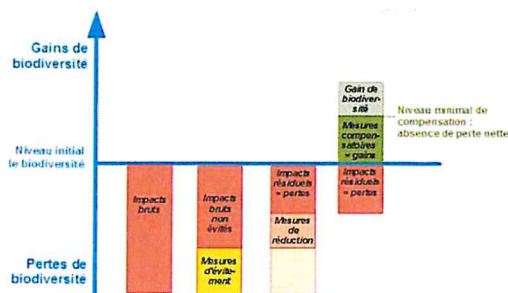 Gains de
biodiversité
Gain de
biodiver-
sité
Niveau minimal de
compensation :
absence de perte nette
Mesures
compen-
satoires
= gains
Niveau initial
de biodiversité
Impacts
bruts
Impacts
bruts
non
évités
Impacts
résiduels
= pertes
Impacts
résiduels
= pertes
Mesures
de
réduction
Mesures
d'évite-
ment
Pertes de
biodiversité